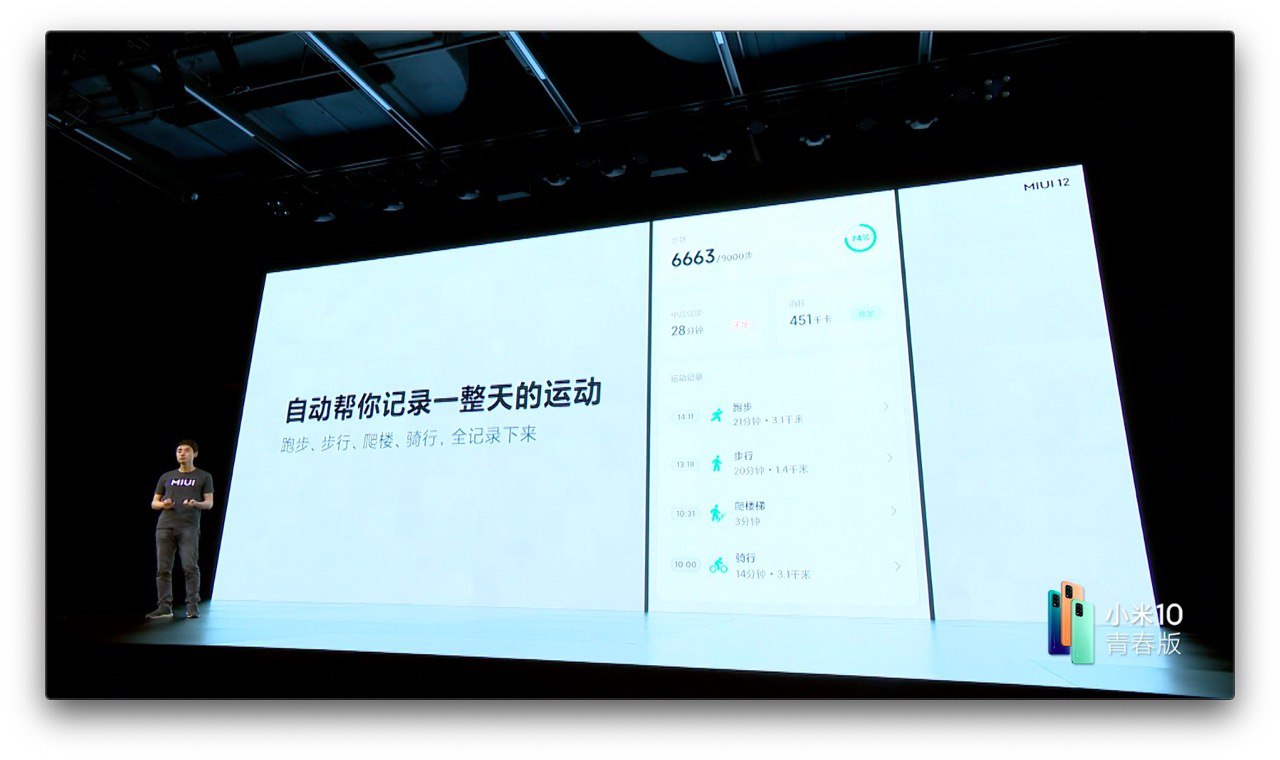 MIUI 12
自动帮你记录一整天的运动
跑步、步行、爬楼、骑行，全记录下来
6663/9000步
74%
28分钟
消耗
451千卡
运动记录
14:11
跑步
21分钟 • 3.1千米
13:18
步行
20分钟 • 1.4千米
10:31
爬楼梯
3分钟
10:00
骑行
14分钟 • 3.1千米
MIUI
小米10
青春版